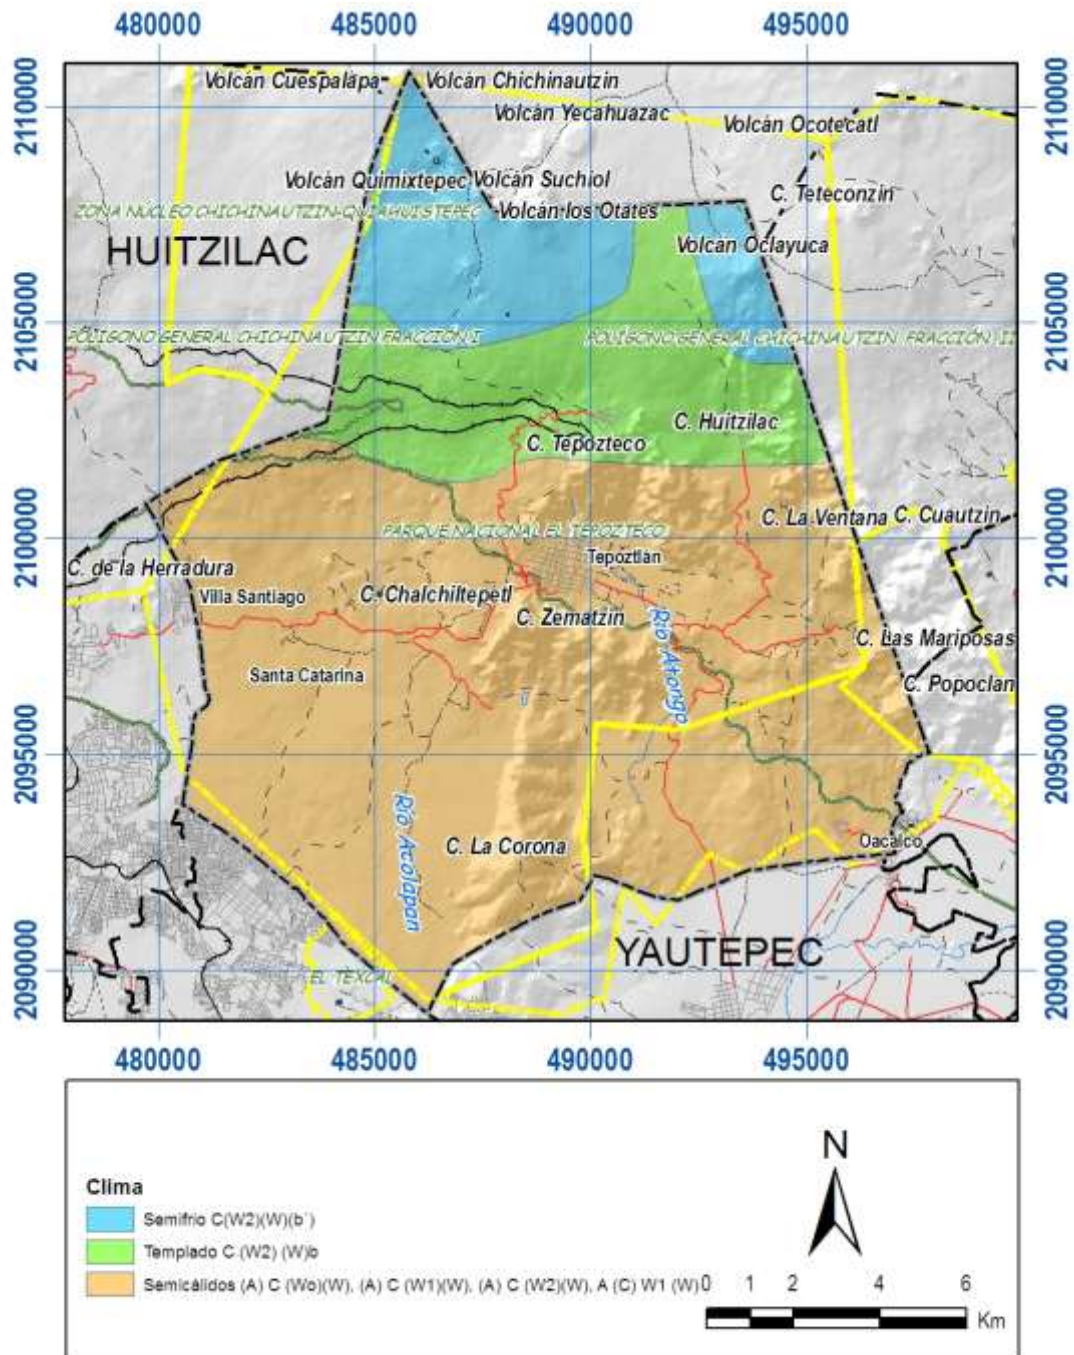 480000 485000 490000 495000
2110000 2110000
Volcán Cuespalapa Volcán Chichinautzin
Volcán Yecahuazac
Volcán Ocotecatl
Volcán Quimixtepec Volcán Suchiol
C. Teteconzin
ZONA NÚCLEO CHICHINAUTZIN-QUIAHUISTEPEC
Volcán los Otates
HUITZILAC
Volcán Oclayuca
2105000 2105000
POLÍGONO GENERAL CHICHINAUTZIN FRACCIÓN I
POLÍGONO GENERAL CHICHINAUTZIN FRACCIÓN II
C. Huitzilac
C. Tepozteco
C. La Ventana C. Cuautzin
PARQUE NACIONAL EL TEPOZTECO
2100000 2100000
Tepoztlán
C. de la Herradura
Villa Santiago
C. Chalchiltepetl
C. Zematzin
Río Atongo
C. Las Mariposas
Santa Catarina
C. Popoclan
2095000 2095000
Río Acolapan
C. La Corona
Oacalco
YAUTEPEC
EL TEXCAL
2090000 2090000
480000 485000 490000 495000
N
Clima
Semifrio C(W2)(W)(b´)
Templado C (W2) (W)b
Semicálidos (A) C (Wo)(W), (A) C (W1)(W), (A) C (W2)(W), A (C) W1 (W)
0 1 2 4 6
Km